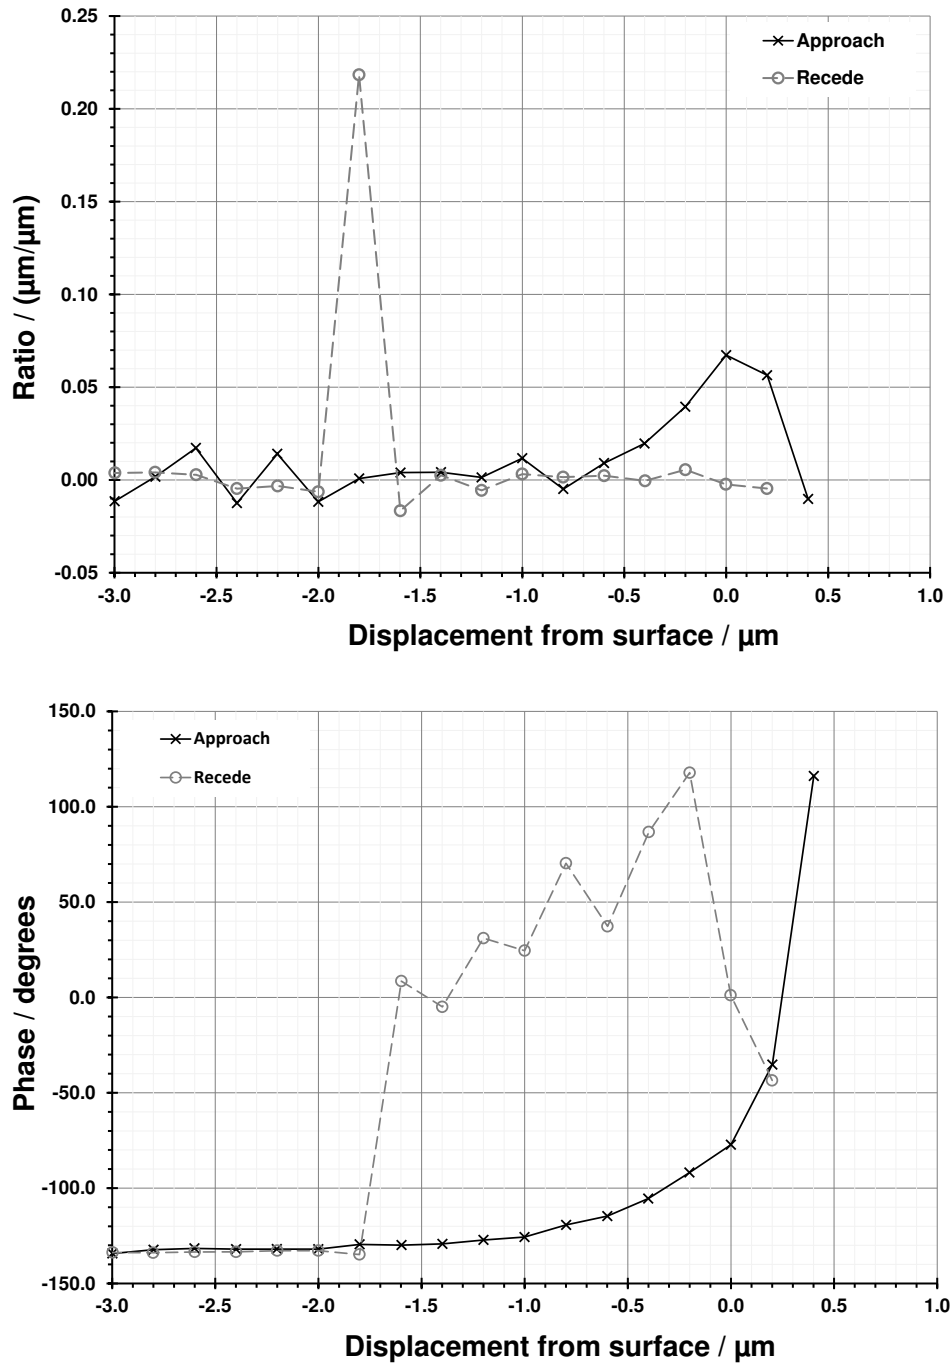 0.25
Approach
Recede
0.20
0.15
0.10
0.05
0.00
-0.05
Ratio / (µm/µm)
-3.0 -2.5 -2.0 -1.5 -1.0 -0.5 0.0 0.5 1.0
Displacement from surface / µm
150.0
Approach
Recede
100.0
50.0
0.0
-50.0
-100.0
-150.0
Phase / degrees
-3.0 -2.5 -2.0 -1.5 -1.0 -0.5 0.0 0.5 1.0
Displacement from surface / µm